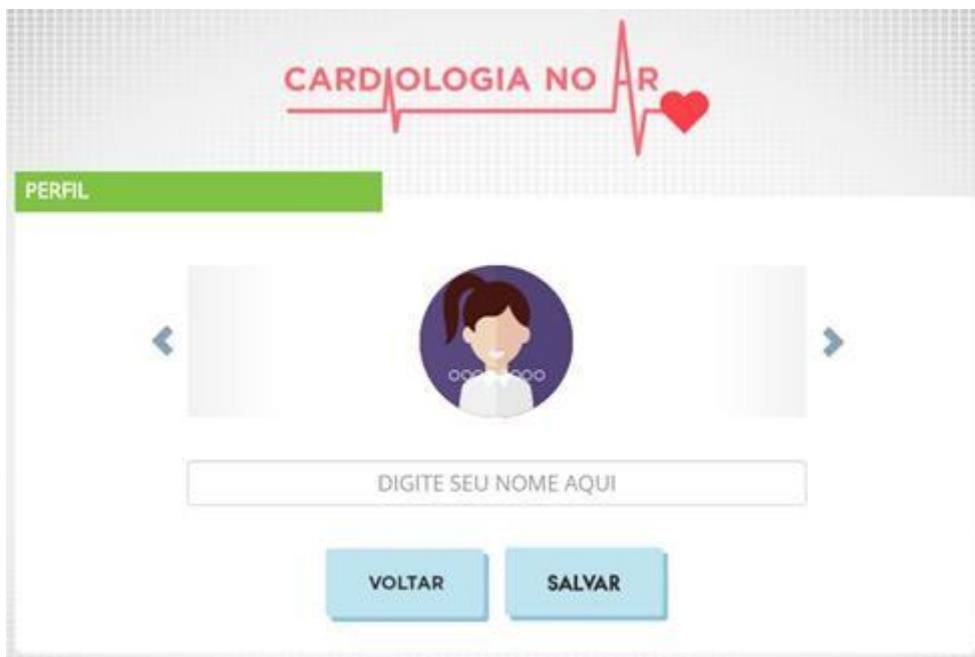 CARDIOLOGIA NO AR
PERFIL
DIGITE SEU NOME AQUI
VOLTAR SALVAR